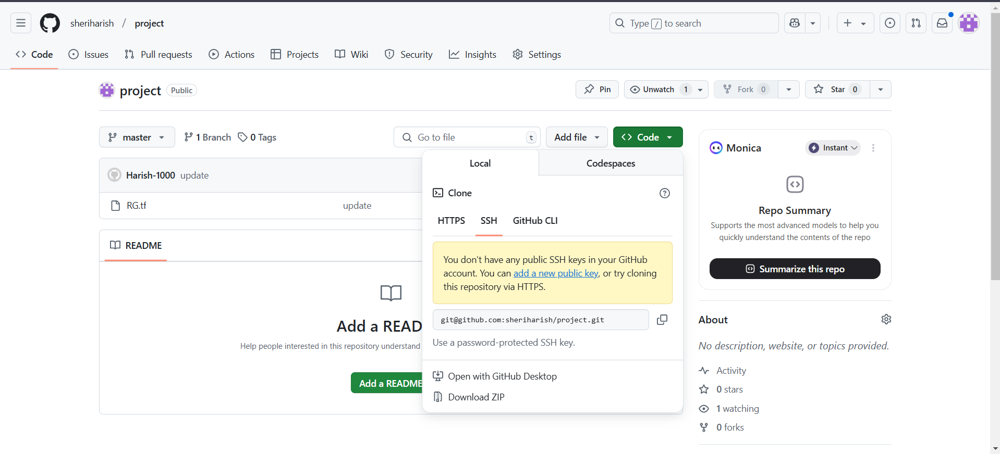 sheriharish / project
Type / to search
Code Issues Pull requests Actions Projects Wiki Security Insights Settings
project Public
Pin Unwatch 1 Fork 0 Star 0
master 1 Branch 0 Tags
Go to file t Add file Code
Harish-1000 update
RG.tf update
README
Add a READ
Help people interested in this repository understand
Add a README
Local Codespaces
Clone
HTTPS SSH GitHub CLI
You don't have any public SSH keys in your GitHub
account. You can add a new public key, or try cloning
this repository via HTTPS.
git@github.com:sheriharish/project.git
Use a password-protected SSH key.
Open with GitHub Desktop
Download ZIP
Monica Instant
Repo Summary
Supports the most advanced models to help you
quickly understand the contents of the repo
Summarize this repo
About
No description, website, or topics provided.
Activity
0 stars
1 watching
0 forks